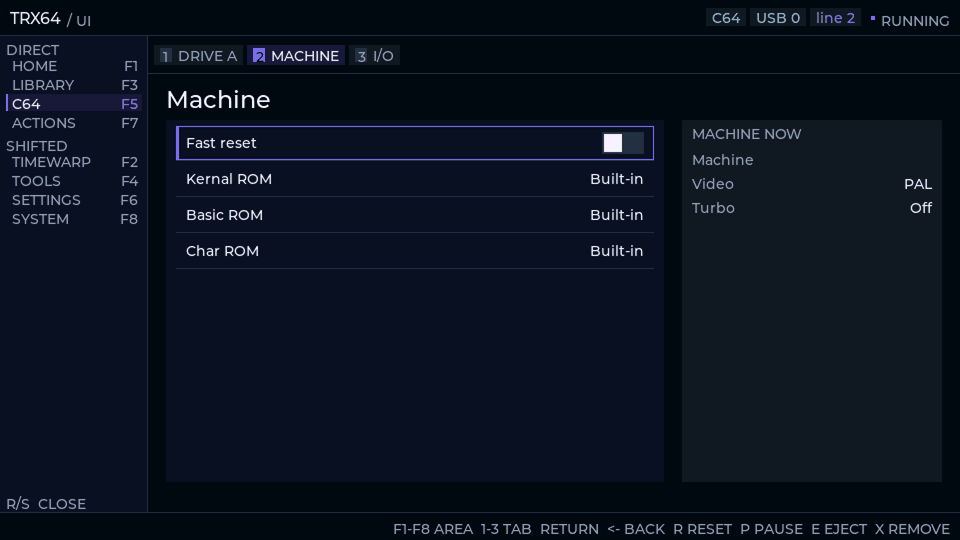 TRX64 / UI
C64 USB 0 line 2 RUNNING
DIRECT
HOME F1
LIBRARY F3
C64 F5
ACTIONS F7
SHIFTED
TIMEWARP F2
TOOLS F4
SETTINGS F6
SYSTEM F8
R/S CLOSE
1 DRIVE A 2 MACHINE 3 I/O
Machine
Fast reset
Kernal ROM Built-in
Basic ROM Built-in
Char ROM Built-in
MACHINE NOW
Machine
Video PAL
Turbo Off
F1-F8 AREA 1-3 TAB RETURN <- BACK R RESET P PAUSE E EJECT X REMOVE